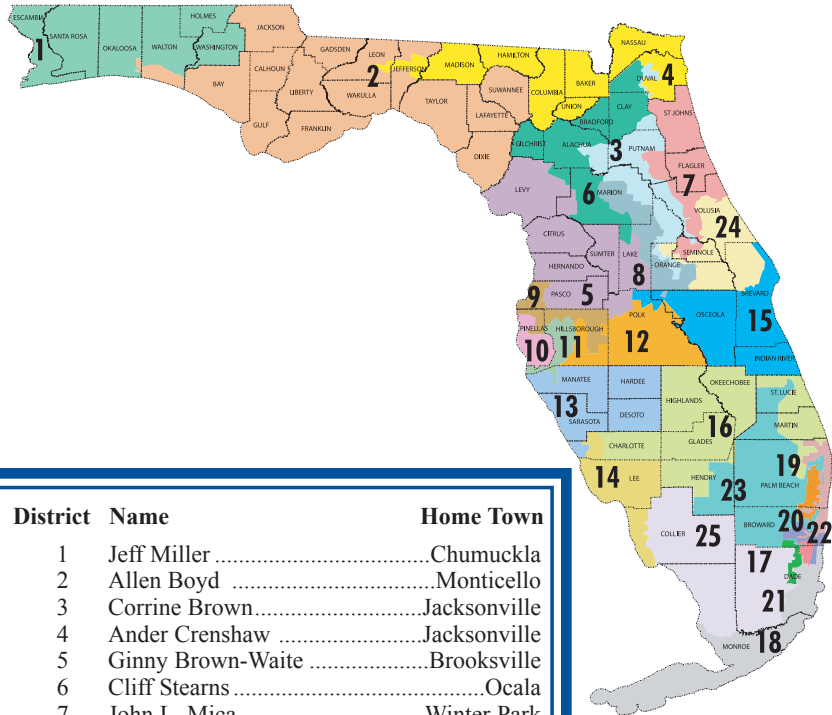 ESCAMBIA
SANTA ROSA
OKALOOSA
WALTON
HOLMES
WASHINGTON
1
JACKSON
BAY
CALHOUN
GULF
GADSDEN
LIBERTY
FRANKLIN
LEON
WAKULLA
2
JEFFERSON
MADISON
TAYLOR
HAMILTON
SUWANNEE
LAFAYETTE
DIXIE
COLUMBIA
BAKER
UNION
NASSAU
DUVAL
4
BRADFORD
CLAY
ST JOHNS
GILCHRIST
ALACHUA
3
PUTNAM
FLAGLER
7
LEVY
6
MARION
VOLUSIA
24
CITRUS
SUMTER
LAKE
SEMINOLE
ORANGE
HERNANDO
8
9
PASCO
5
BREVARD
OSCEOLA
15
POLK
PINELLAS
HILLSBOROUGH
10
11
12
INDIAN RIVER
MANATEE
HARDEE
OKEECHOBEE
ST. LUCIE
HIGHLANDS
13
SARASOTA
DESOTO
16
MARTIN
CHARLOTTE
GLADES
14
LEE
HENDRY
23
19
PALM BEACH
COLLIER
25
BROWARD
20
22
17
DADE
21
MONROE
18
District Name Home Town
1 Jeff Miller ..............................Chumuckla
2 Allen Boyd ............................Monticello
3 Corrine Brown........................Jacksonville
4 Ander Crenshaw ....................Jacksonville
5 Ginny Brown-Waite .................Brooksville
6 Cliff Stearns...................................Ocala
7 John L. Mica..........................Winter Park